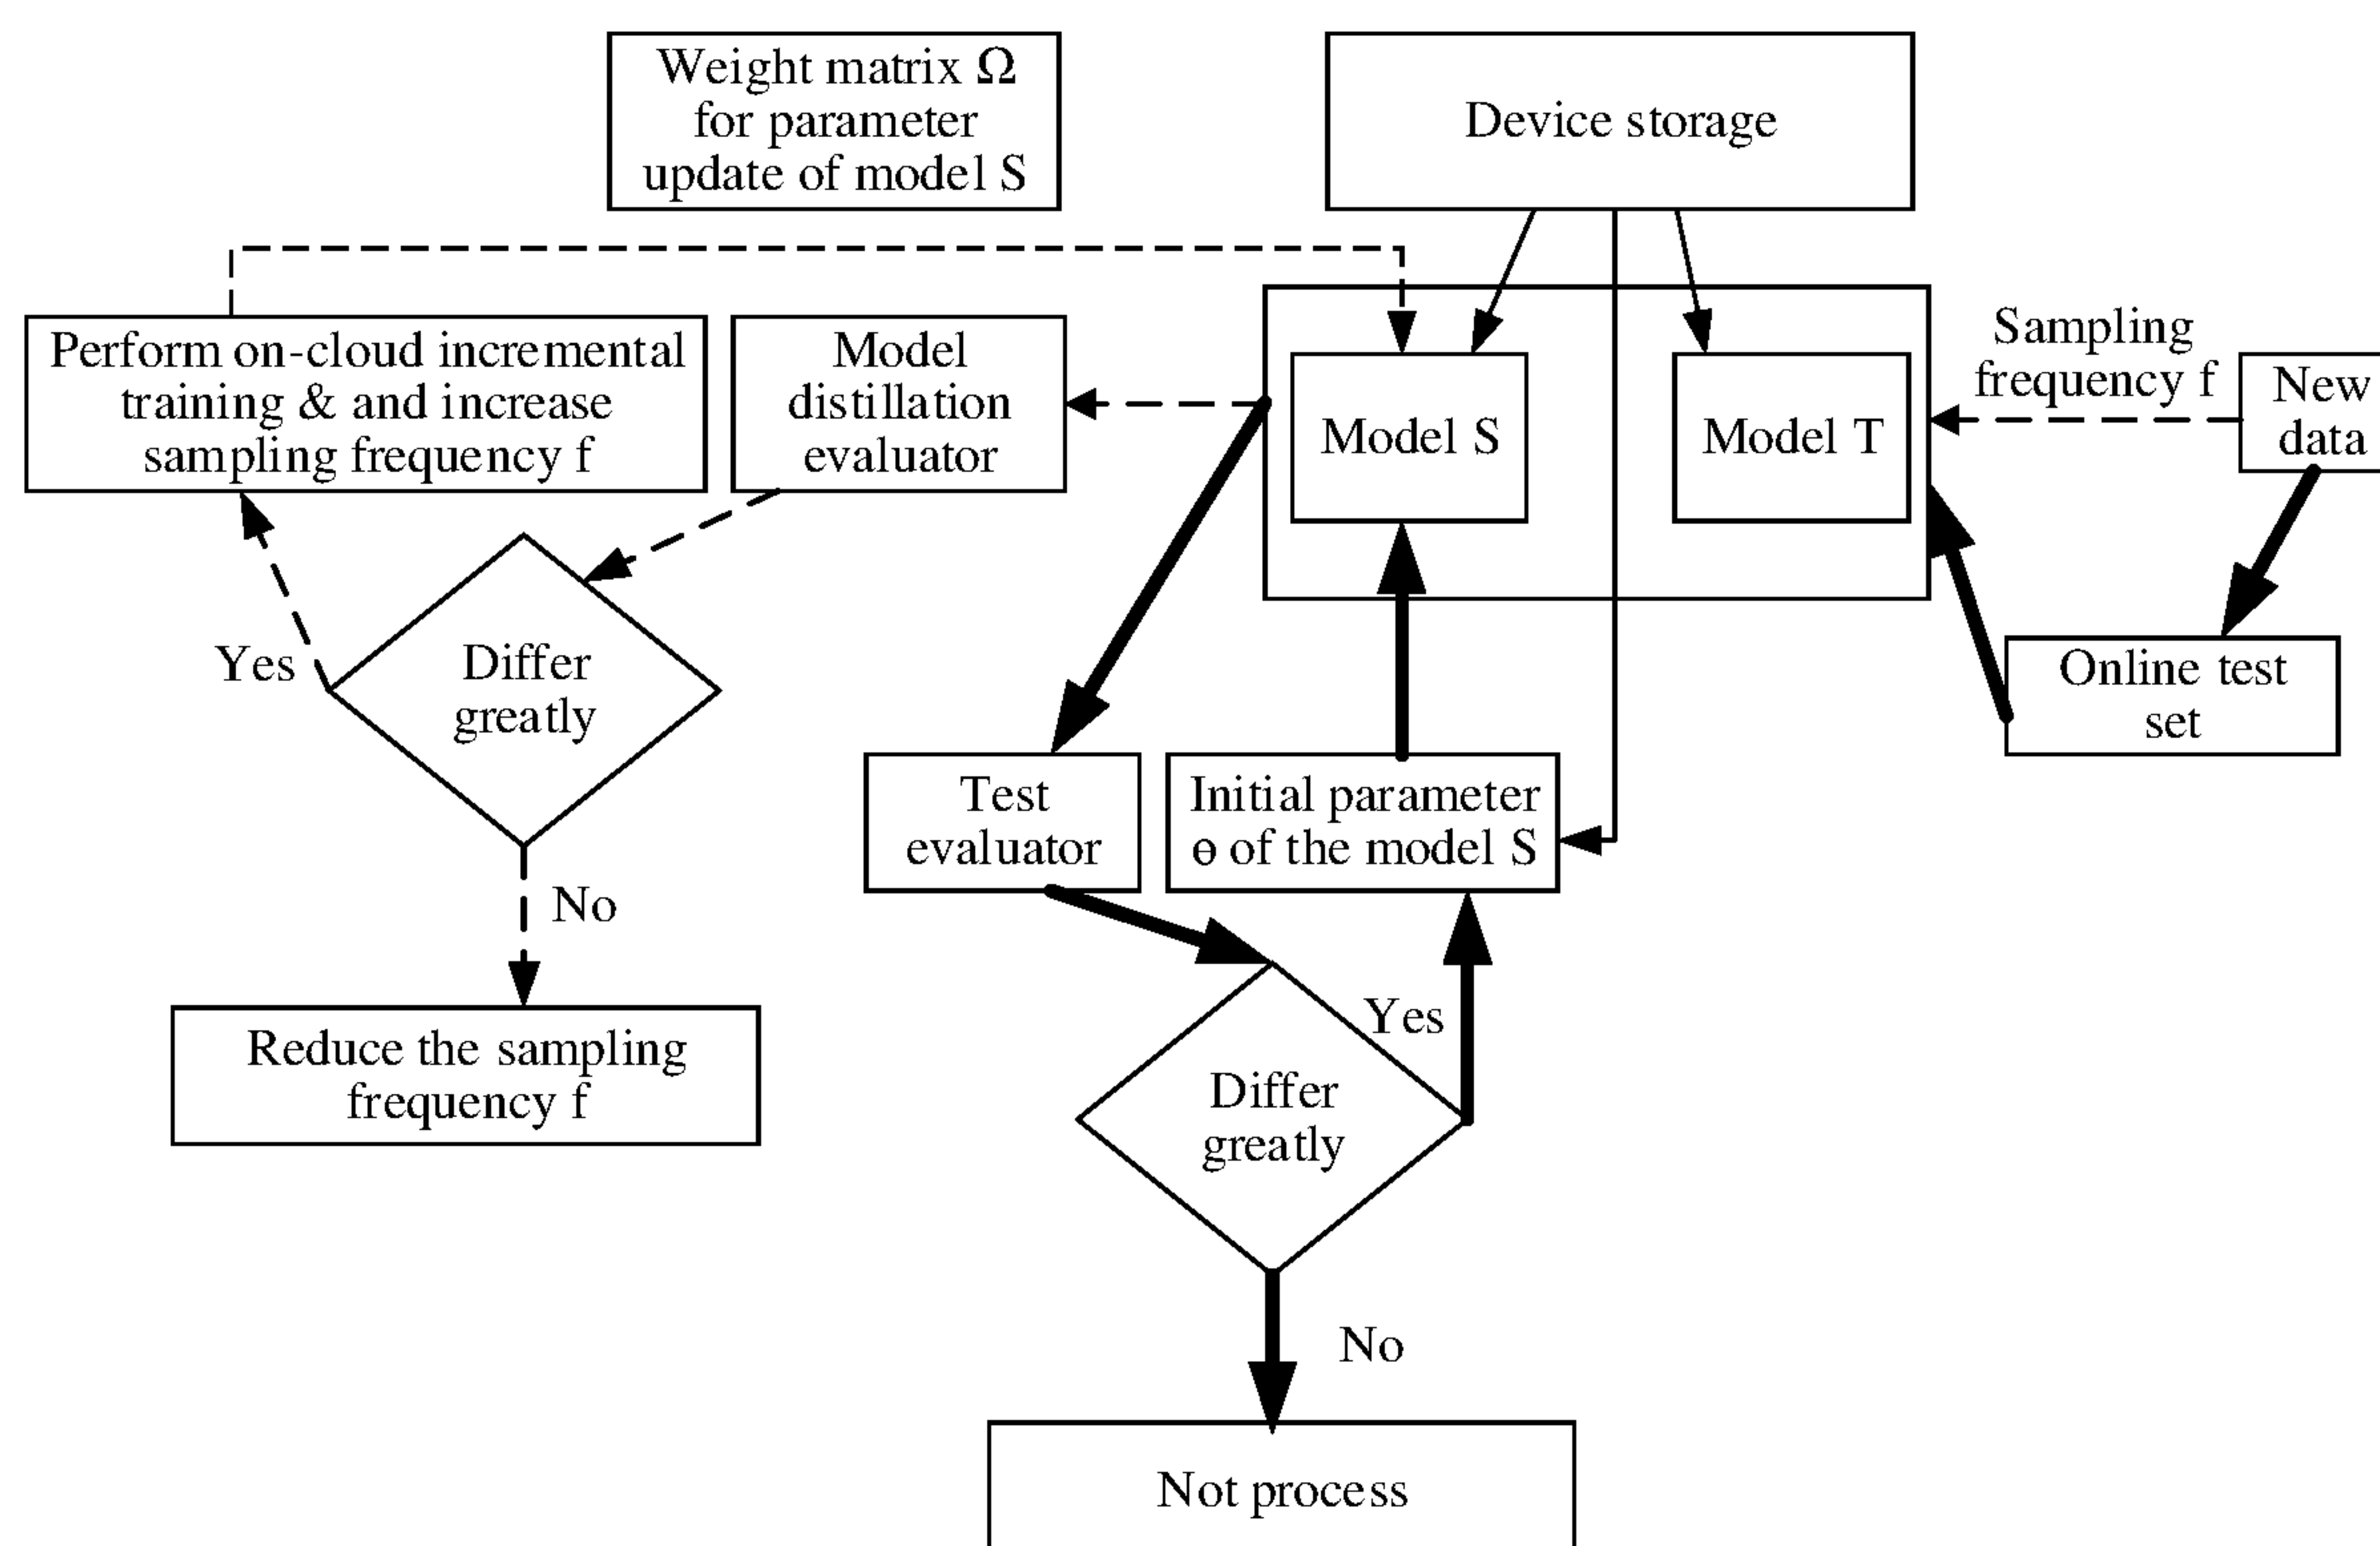 Weight matrix Ω
for parameter
update of model S
Device storage
Perform on-cloud incremental
training & and increase
sampling frequency f
Model
distillation
evaluator
Model S
Model T
Sampling
frequency f
New
data
Yes
Differ
greatly
Online test
set
Test
evaluator
Initial parameter
ɵ of the model S
No
Reduce the sampling
frequency f
Yes
Differ
greatly
No
Not process